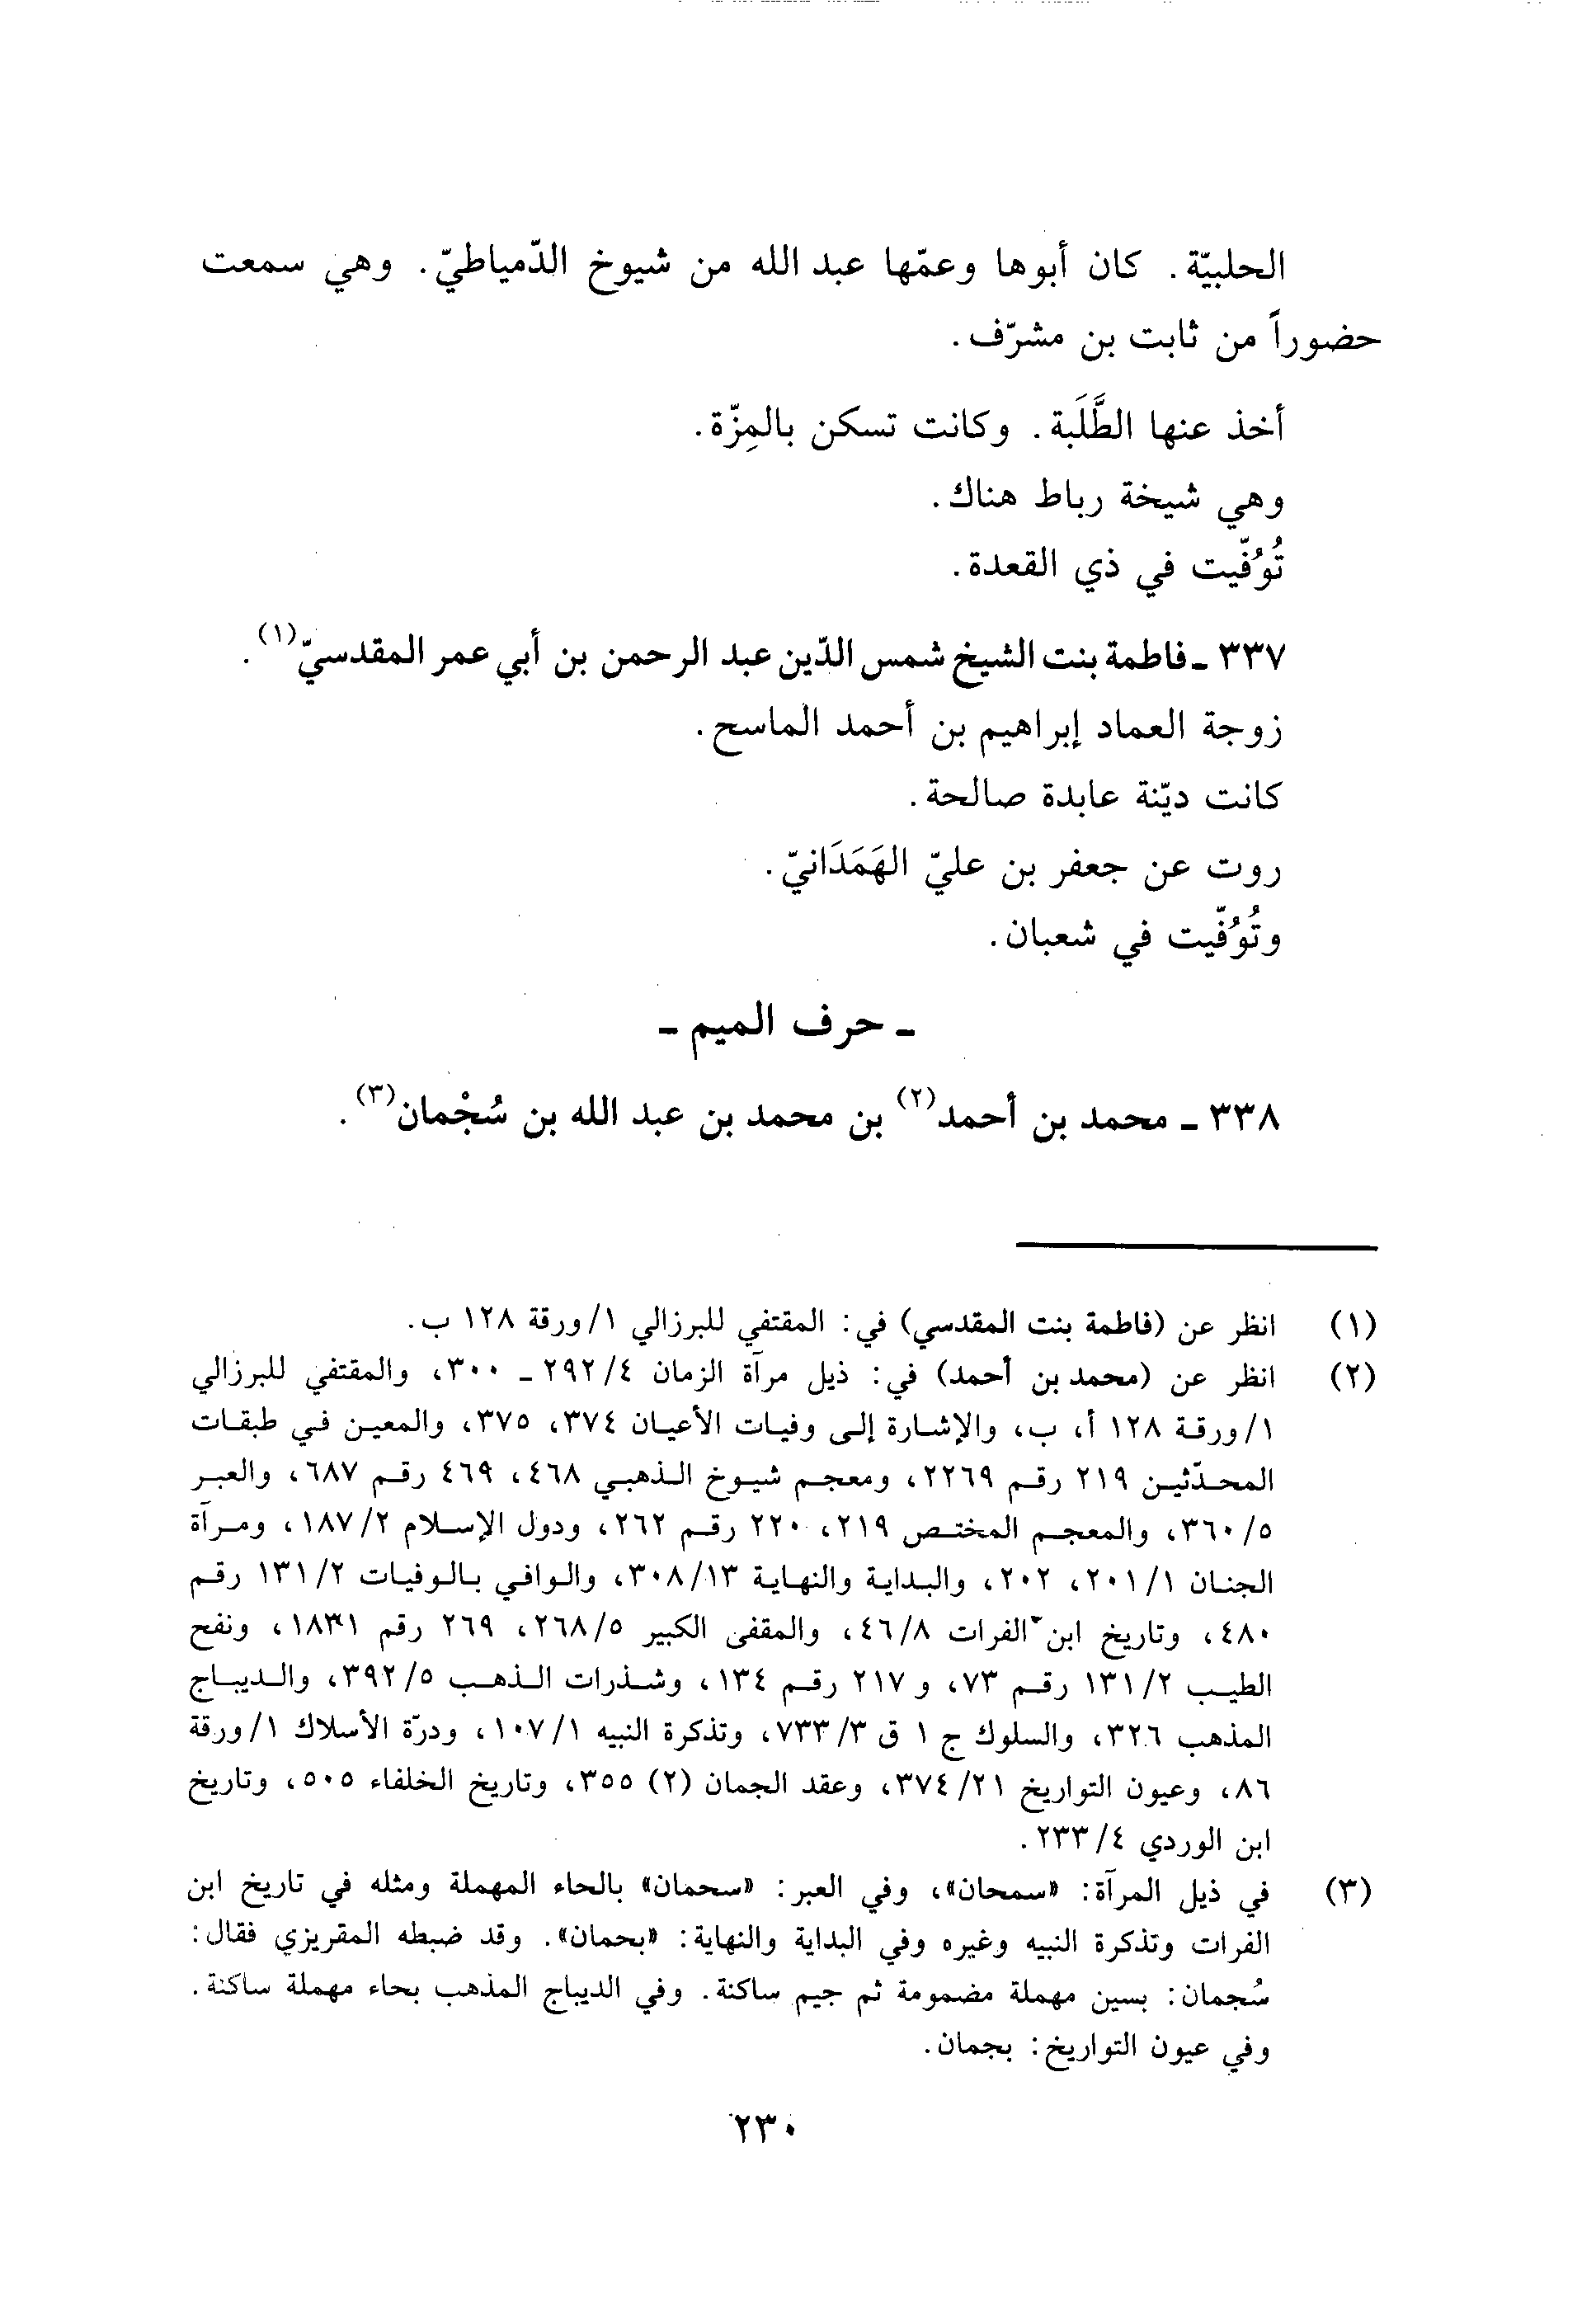 الحلبيّة. كان أبوها وعمّها عبد الله من شيوخ الدّمياطيّ. وهي سمعت
حضوراً من ثابت بن مشرّف.
أخذ عنها الطَّلَبة. وكانت تسكن بالمِزّة.
وهي شيخة رباط هناك.
تُوُفّيت في ذي القعدة.
٣٣٧ ـ فاطمة بنت الشيخ شمس الدّين عبد الرحمن بن أبي عمر المقدسيّ(١).
زوجة العماد إبراهيم بن أحمد الماسح.
كانت ديّنة عابدة صالحة.
روت عن جعفر بن عليّ الهَمَدَانيّ.
وتُوُفّيت في شعبان.
ـ حرف الميم ـ
٣٣٨ ـ محمد بن أحمد(٢) بن محمد بن عبد الله بن سُجْمان(٣).
(١) انظر عن (فاطمة بنت المقدسي) في: المقتفي للبرزالي ١/ورقة ١٢٨ ب.
(٢) انظر عن (محمد بن أحمد) في: ذيل مرآة الزمان ٤/٢٩٢ ـ ٣٠٠، والمقتفي للبرزالي
١/ورقة ١٢٨ أ، ب، والإشارة إلى وفيات الأعيان ٣٧٤، ٣٧٥، والمعين في طبقات
المحدّثين ٢١٩ رقم ٢٢٦٩، ومعجم شيوخ الذهبي ٤٦٨، ٤٦٩ رقم ٦٨٧، والعبر
٥/٣٦٠، والمعجم المختص ٢١٩، ٢٢٠ رقم ٢٦٢، ودول الإسلام ٢/١٨٧، ومرآة
الجنان ١/٢٠١، ٢٠٢، والبداية والنهاية ١٣/٣٠٨، والوافي بالوفيات ٢/١٣١ رقم
٤٨٠، وتاريخ ابن الفرات ٨/٤٦، والمقفى الكبير ٥/٢٦٨، ٢٦٩ رقم ١٨٣١، ونفح
الطيب ٢/١٣١ رقم ٧٣، و ٢١٧ رقم ١٣٤، وشذرات الذهب ٥/٣٩٢، والديباج
المذهب ٣٢٦، والسلوك ج ١ ق ٣/٧٣٣، وتذكرة النبيه ١/١٠٧، ودرّة الأسلاك ١/ورقة
٨٦، وعيون التواريخ ٢١/٣٧٤، وعقد الجمان (٢) ٣٥٥، وتاريخ الخلفاء ٥٠٥، وتاريخ
ابن الوردي ٤/٢٣٣.
(٣) في ذيل المرآة: «سمحان»، وفي العبر: «سحمان» بالحاء المهملة ومثله في تاريخ ابن
الفرات وتذكرة النبيه وغيره وفي البداية والنهاية: «بحمان». وقد ضبطه المقريزي فقال:
سُجمان: بسين مهملة مضمومة ثم جيم ساكنة. وفي الديباج المذهب بحاء مهملة ساكنة.
وفي عيون التواريخ: بجمان.
٢٣٠